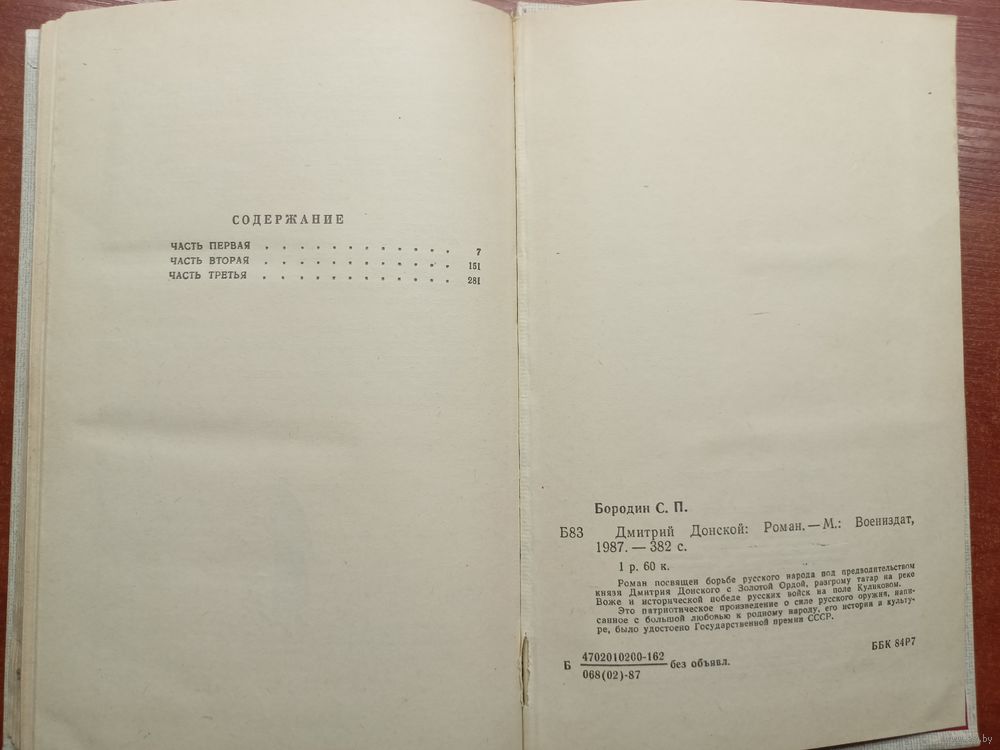 СОДЕРЖАНИЕ
ЧАСТЬ ПЕРВАЯ . . . . . . . . . . . . 7
ЧАСТЬ ВТОРАЯ . . . . . . . . . . . . 151
ЧАСТЬ ТРЕТЬЯ . . . . . . . . . . . . 281
Бородин С. П.
Б83 Дмитрий Донской: Роман. — М.: Воениздат,
1987. — 382 с.
1 р. 60 к.
Роман посвящен борьбе русского народа под предводительством
князя Дмитрия Донского с Золотой Ордой, разгрому татар на реке
Воже и исторической победе русских войск на поле Куликовом.
Это патриотическое произведение о силе русского оружия, напи-
санное с большой любовью к родному народу, его истории и культу-
ре, было удостоено Государственной премии СССР.
Б 4702010200-162 без объявл.
068(02)-87
ББК 84Р7